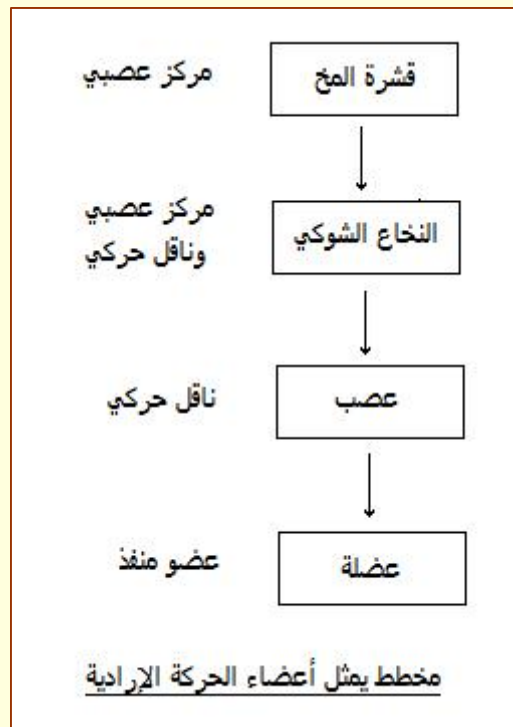 قشرة المخ
مركز عصبي
النخاع الشوكي
مركز عصبي
وناقل حركي
عصب
ناقل حركي
عضلة
عضو منفذ
مخطط يمثل أعضاء الحركة الإرادية